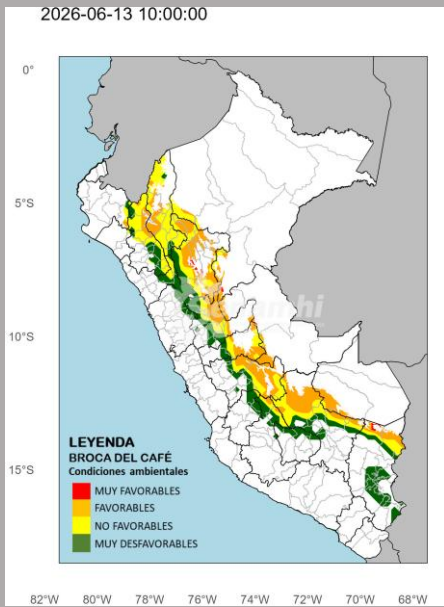 2026-06-13 10:00:00
0°
5°S
10°S
15°S
senamhi
LEYENDA
BROCA DEL CAFÉ
Condiciones ambientales
MUY FAVORABLES
FAVORABLES
NO FAVORABLES
MUY DESFAVORABLES
82°W 80°W 78°W 76°W 74°W 72°W 70°W 68°W